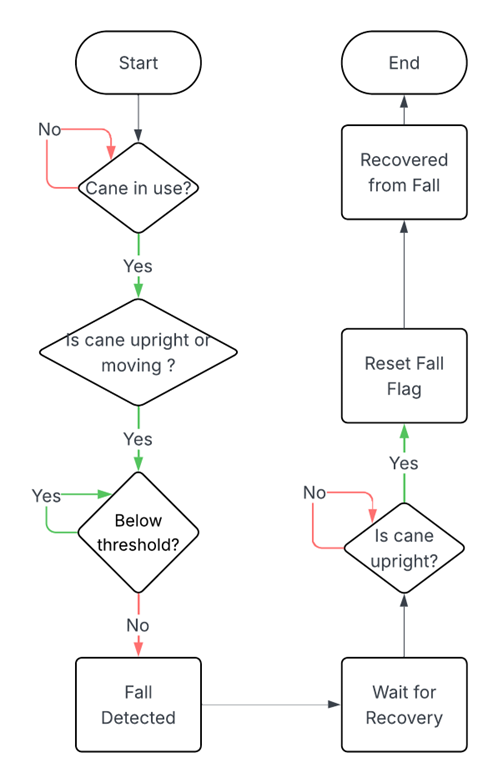 Start
No
Cane in use?
Yes
Is cane upright or
moving ?
Yes
Yes
Below
threshold?
No
Fall
Detected
Wait for
Recovery
No
Is cane
upright?
Yes
Reset Fall
Flag
Recovered
from Fall
End